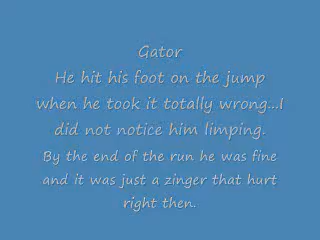 Gator
He hit his foot on the jump
when he took it totally wrong...I
did not notice him limping.
By the end of the run he was fine
and it was just a zinger that hurt
right then.